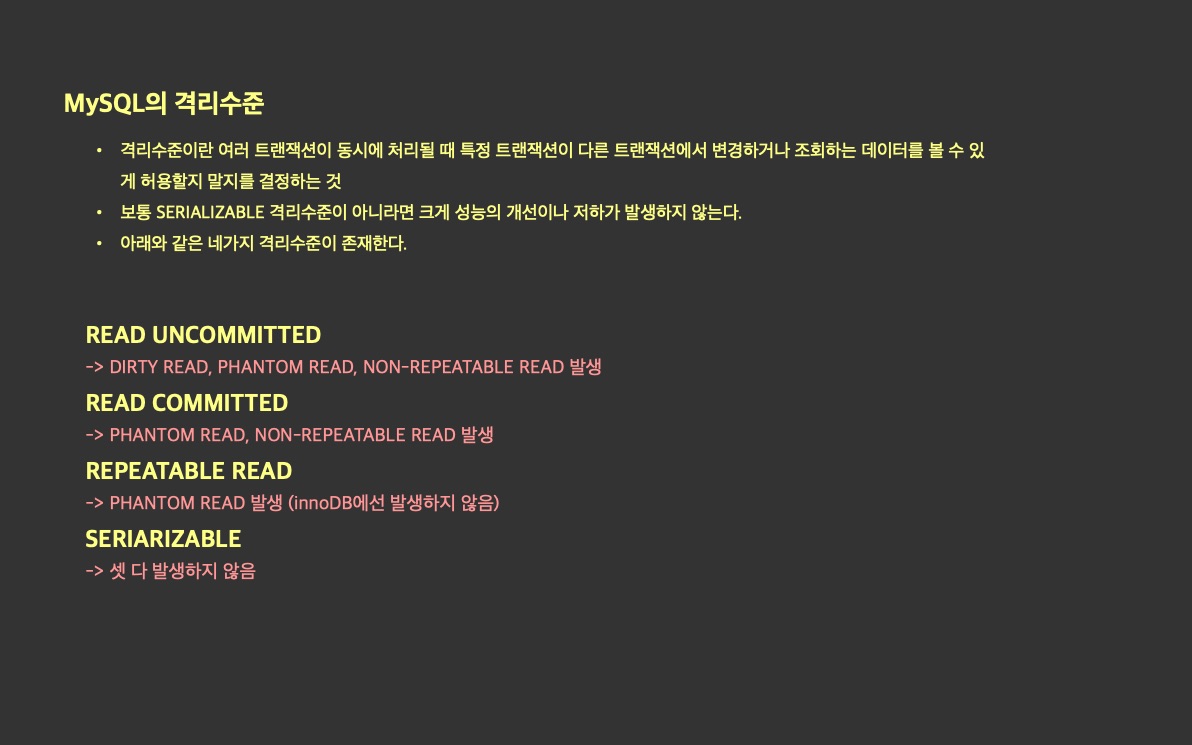 MySQL의 격리수준
• 격리수준이란 여러 트랜잭션이 동시에 처리될 때 특정 트랜잭션이 다른 트랜잭션에서 변경하거나 조회하는 데이터를 볼 수 있
게 허용할지 말지를 결정하는 것
• 보통 SERIALIZABLE 격리수준이 아니라면 크게 성능의 개선이나 저하가 발생하지 않는다.
• 아래와 같은 네가지 격리수준이 존재한다.
READ UNCOMMITTED
-> DIRTY READ, PHANTOM READ, NON-REPEATABLE READ 발생
READ COMMITTED
-> PHANTOM READ, NON-REPEATABLE READ 발생
REPEATABLE READ
-> PHANTOM READ 발생 (innoDB에선 발생하지 않음)
SERIARIZABLE
-> 셋 다 발생하지 않음